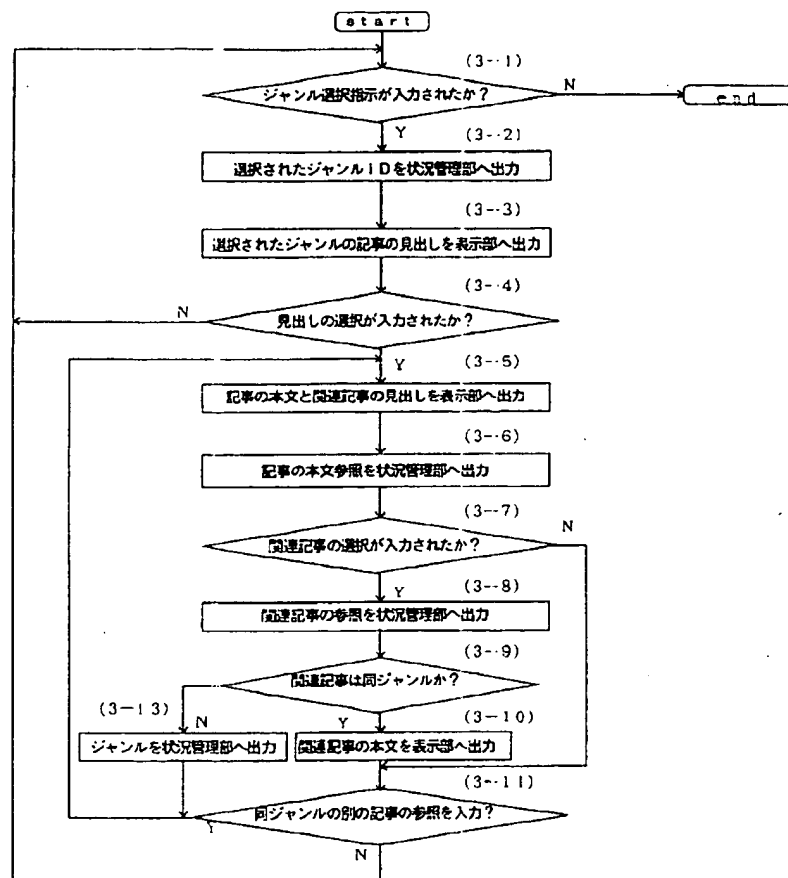 start
(3-1)
ジャンル選択指示が入力されたか?
N
end
Y
(3-2)
選択されたジャンルIDを状況管理部へ出力
(3-3)
選択されたジャンルの記事の見出しを表示部へ出力
(3-4)
N
見出しの選択が入力されたか?
Y
(3-5)
記事の本文と関連記事の見出しを表示部へ出力
(3-6)
記事の本文参照を状況管理部へ出力
(3-7)
N
関連記事の選択が入力されたか?
Y
(3-8)
関連記事の参照を状況管理部へ出力
(3-9)
関連記事は同ジャンルか?
(3-13)
N
Y
(3-10)
ジャンルを状況管理部へ出力
関連記事の本文を表示部へ出力
(3-11)
同ジャンルの別の記事の参照を入力?
Y
N